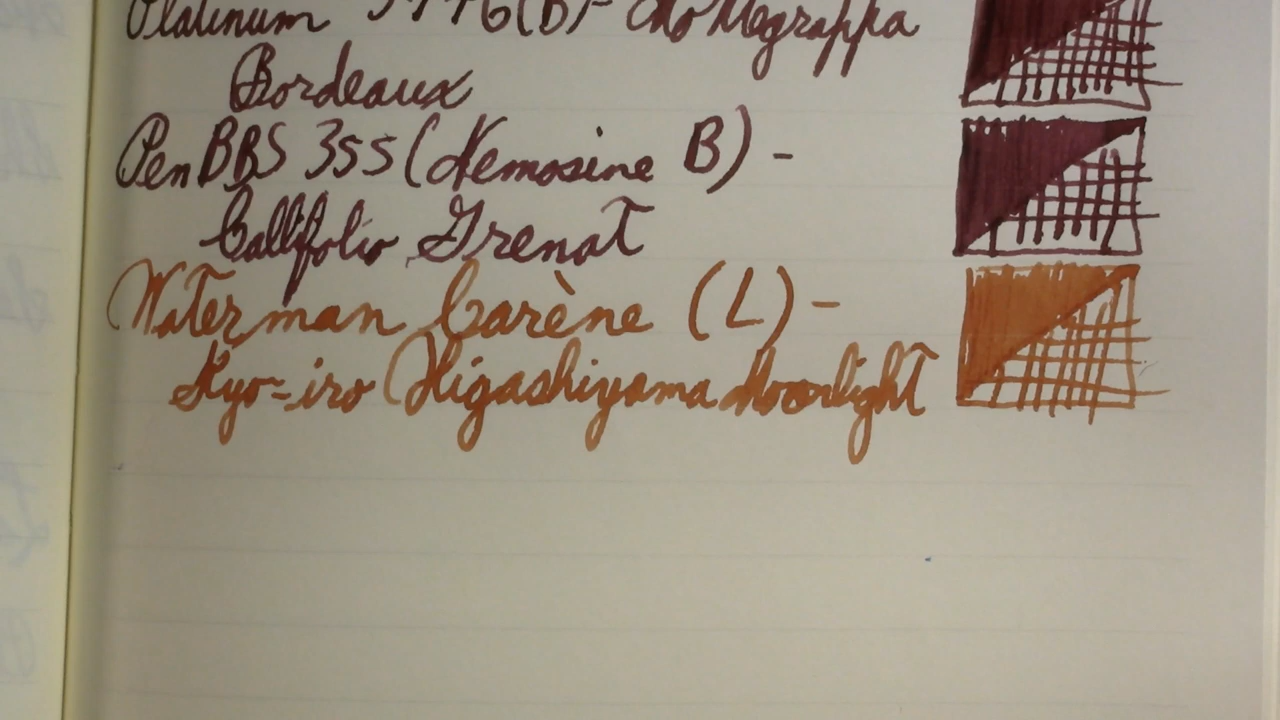 Platinum 3776 (B) - Montegrappa
Bordeaux
PenBBS 355 (Nemosine B) -
Callifolio Grenat
Waterman Carène (L) -
Kyo-iro Higashiyama Moonlight